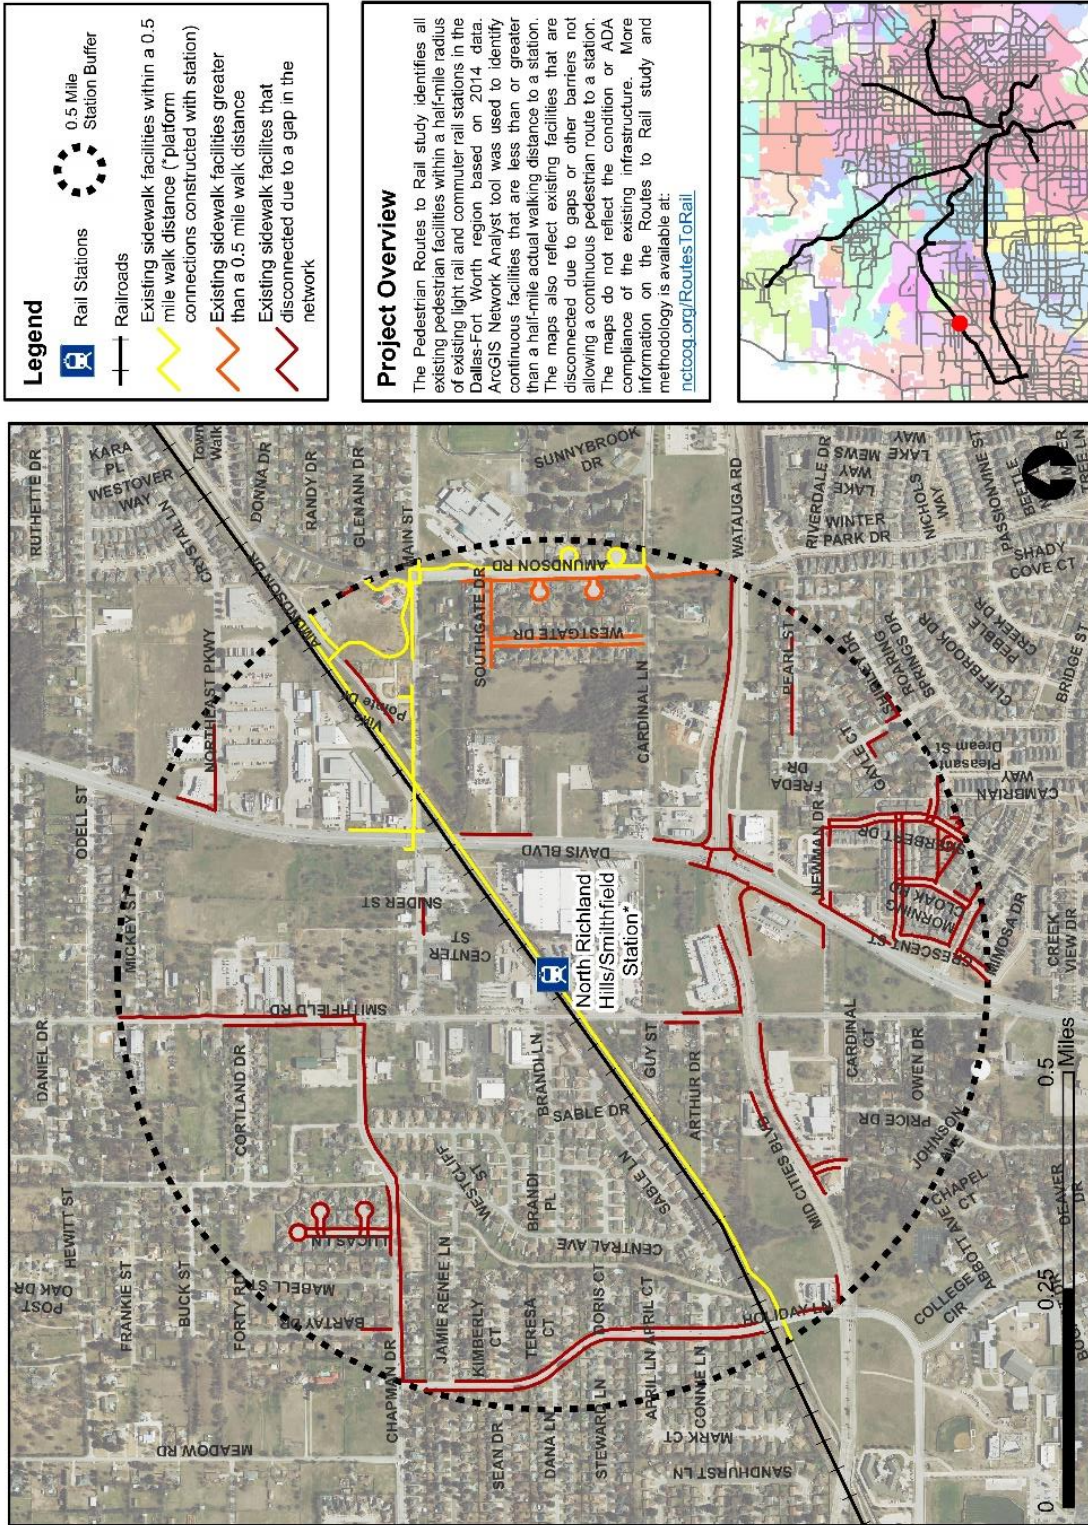 Legend
Rail Stations
0.5 Mile
Station Buffer
Railroads
Existing sidewalk facilities within a 0.5
mile walk distance (*platform
connections constructed with station)
Existing sidewalk facilities greater
than a 0.5 mile walk distance
Existing sidewalk facilites that
disconnected due to a gap in the
network
Project Overview
The Pedestrian Routes to Rail study identifies all
existing pedestrian facilities within a half-mile radius
of existing light rail and commuter rail stations in the
Dallas-Fort Worth region based on 2014 data.
ArcGIS Network Analyst tool was used to identify
continuous facilities that are less than or greater
than a half-mile actual walking distance to a station.
The maps also reflect existing facilities that are
disconnected due to gaps or other barriers not
allowing a continuous pedestrian route to a station.
The maps do not reflect the condition or ADA
compliance of the existing infrastructure. More
information on the Routes to Rail study and
methodology is available at:
nctcog.org/RoutesToRail
RUTHETTE DR
KARA
PL
WESTOVER
WAY
CRYSTAL LN
Town
Walk
DONNA DR
RANDY DR
GLENANN DR
MAIN ST
AMUNDSON DR
AMUNDSON RD
SUNNYBROOK
DR
WATAUGA RD
RIVERDALE DR
LAKE
WAY
LAKE MEWS
WAY
WINTER
PARK DR
NICHOLS
WAY
PASSIONVINE ST
BEETLE
SHADY
COVE CT
NORTHEAST PKWY
Vine
Pointe Dr
SOUTHGATE DR
WESTGATE DR
CARDINAL LN
PEARL ST
SHIRLEY DR
ROARING
SPRINGS DR
CLIFFBROOK DR
PEBBLE
CREEK DR
BRIDGE ST
FREDA
DR
GAYLE CT
Pleasant
Dream St
CAMBRIAN
WAY
ODELL ST
MICKEY ST
SNIDER ST
CENTER
ST
DAVIS BLVD
NEWMAN DR
SHERBERT DR
MORNING
CLOAK RD
CRESCENT ST
MIMOSA DR
CREEK
VIEW DR
North Richland
Hills/Smithfield
Station*
DANIEL DR
SMITHFIELD RD
CORTLAND DR
BRANDI LN
SABLE DR
GUY ST
ARTHUR DR
CARDINAL
CT
OWEN DR
PRICE DR
JOHNSON
AVE
HEWITT ST
POST
OAK DR
FRANKIE ST
BUCK ST
FORTY RD
LUCAS LN
MABELL ST
BARTAY DR
WESTCLIFF
ST
BRANDI
PL
CENTRAL AVE
SABLE LN
MID CITIES BLVD
CHAPEL
CT
ABBOTT AVE
COLLEGE
CIR
DEAVER
JAMIE RENEE LN
KIMBERLY
CT
TERESA
CT
DORIS CT
APRIL CT
APRIL LN
HOLIDAY LN
CHAPMAN DR
MEADOW RD
SEAN DR
DANA LN
STEWARD LN
CONNIE LN
MARK CT
SANDHURST LN
0
0.25
0.5
Miles